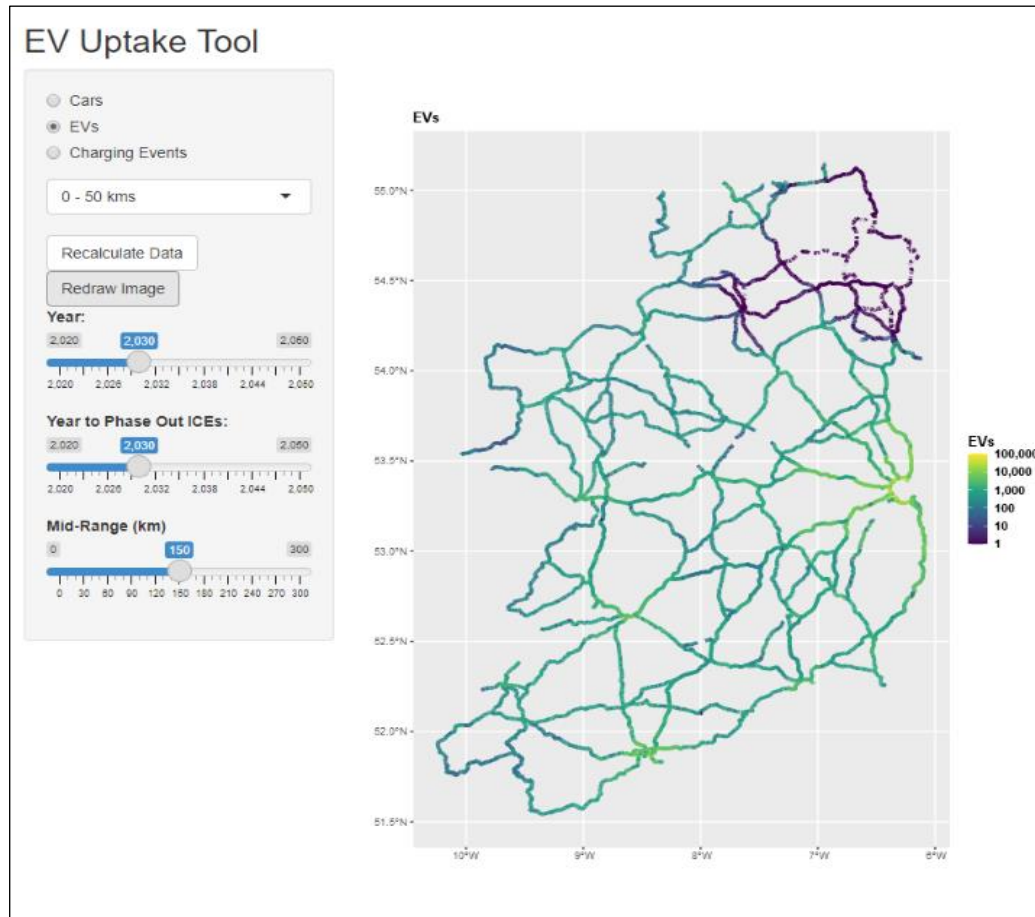 EV Uptake Tool
Cars
EVs
Charging Events
0 - 50 kms
Recalculate Data
Redraw Image
Year:
2,020 2,030 2,050
2,020 2,026 2,032 2,038 2,044 2,050
Year to Phase Out ICEs:
2,020 2,030 2,050
2,020 2,026 2,032 2,038 2,044 2,050
Mid-Range (km)
0 150 300
0 30 60 90 120 150 180 210 240 270 300
EVs
55.0°N
54.5°N
54.0°N
53.5°N
53.0°N
52.5°N
52.0°N
51.5°N
10°W 9°W 8°W 7°W 6°W
EVs
100,000
10,000
1,000
100
10
1